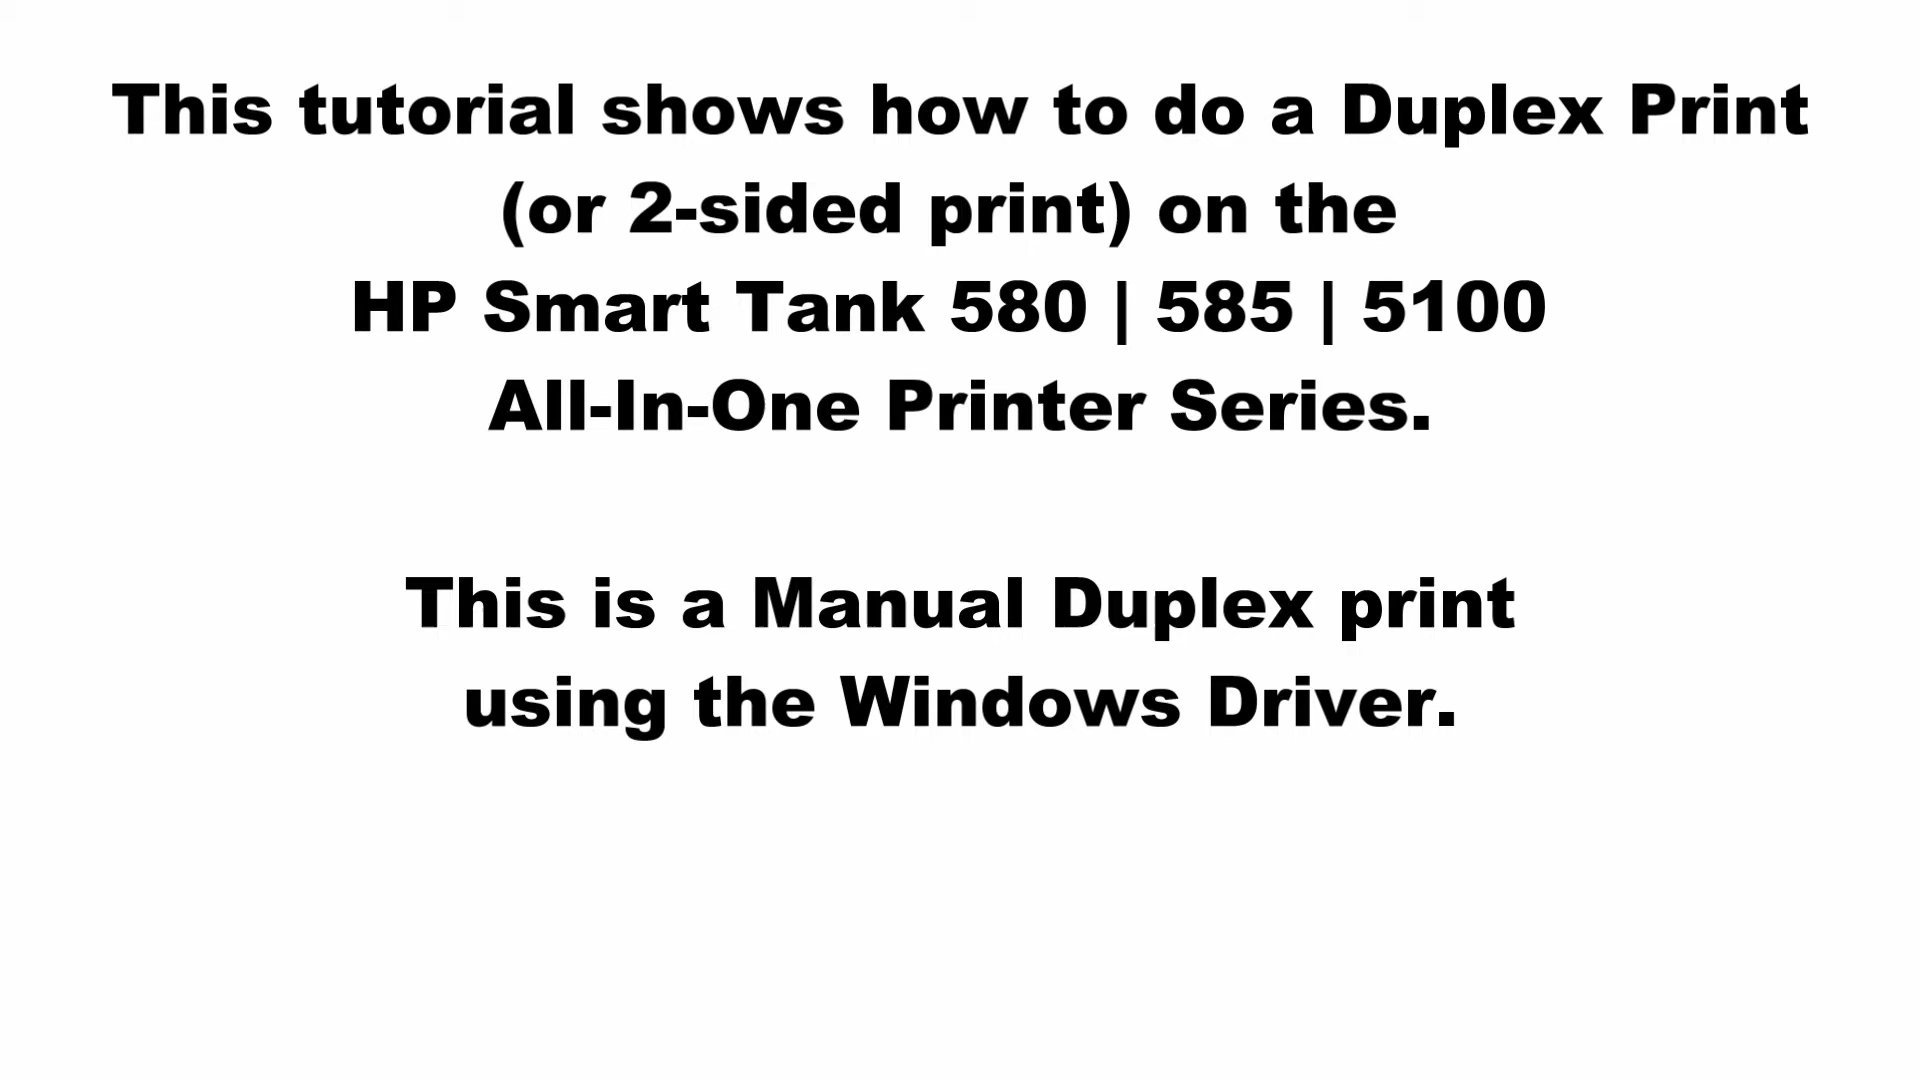 This tutorial shows how to do a Duplex Print
(or 2-sided print) on the
HP Smart Tank 580 | 585 | 5100
All-In-One Printer Series.
This is a Manual Duplex print
using the Windows Driver.